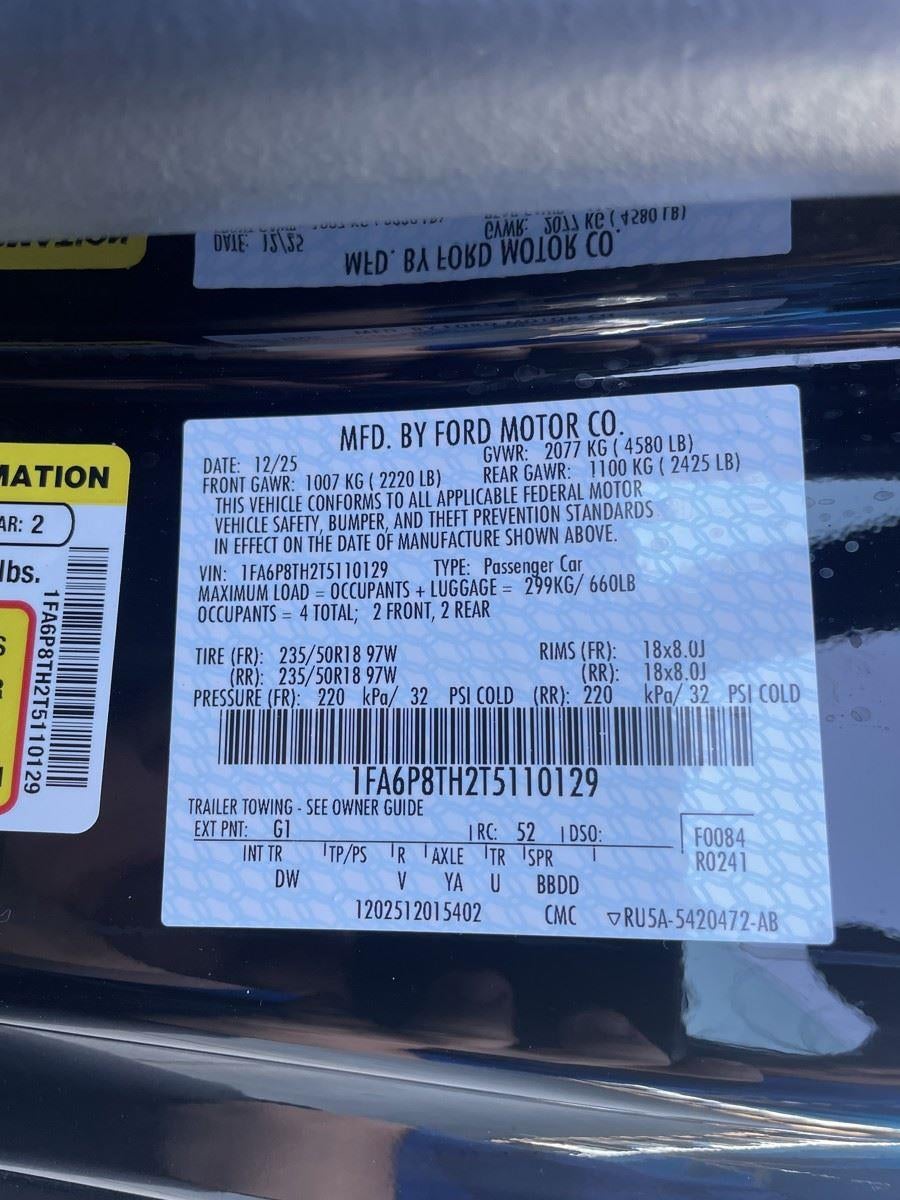 MFD. BY FORD MOTOR CO.
DATE: 12/25
GVWR: 2077 KG ( 4580 LB)
MATION
AR: 2
lbs.
1FA6P8TH2T5110129
MFD. BY FORD MOTOR CO.
DATE: 12/25 GVWR: 2077 KG ( 4580 LB)
FRONT GAWR: 1007 KG ( 2220 LB) REAR GAWR: 1100 KG ( 2425 LB)
THIS VEHICLE CONFORMS TO ALL APPLICABLE FEDERAL MOTOR
VEHICLE SAFETY, BUMPER, AND THEFT PREVENTION STANDARDS
IN EFFECT ON THE DATE OF MANUFACTURE SHOWN ABOVE.
VIN: 1FA6P8TH2T5110129 TYPE: Passenger Car
MAXIMUM LOAD = OCCUPANTS + LUGGAGE = 299KG/ 660LB
OCCUPANTS = 4 TOTAL; 2 FRONT, 2 REAR
TIRE (FR): 235/50R18 97W RIMS (FR): 18x8.0J
(RR): 235/50R18 97W (RR): 18x8.0J
PRESSURE (FR): 220 kPa/ 32 PSI COLD (RR): 220 kPa/ 32 PSI COLD
1FA6P8TH2T5110129
TRAILER TOWING - SEE OWNER GUIDE
EXT PNT: G1 RC: 52 DSO:
F0084
R0241
INT TR TP/PS R AXLE TR SPR
DW V YA U BBDD
1202512015402 CMC ▽RU5A-5420472-AB